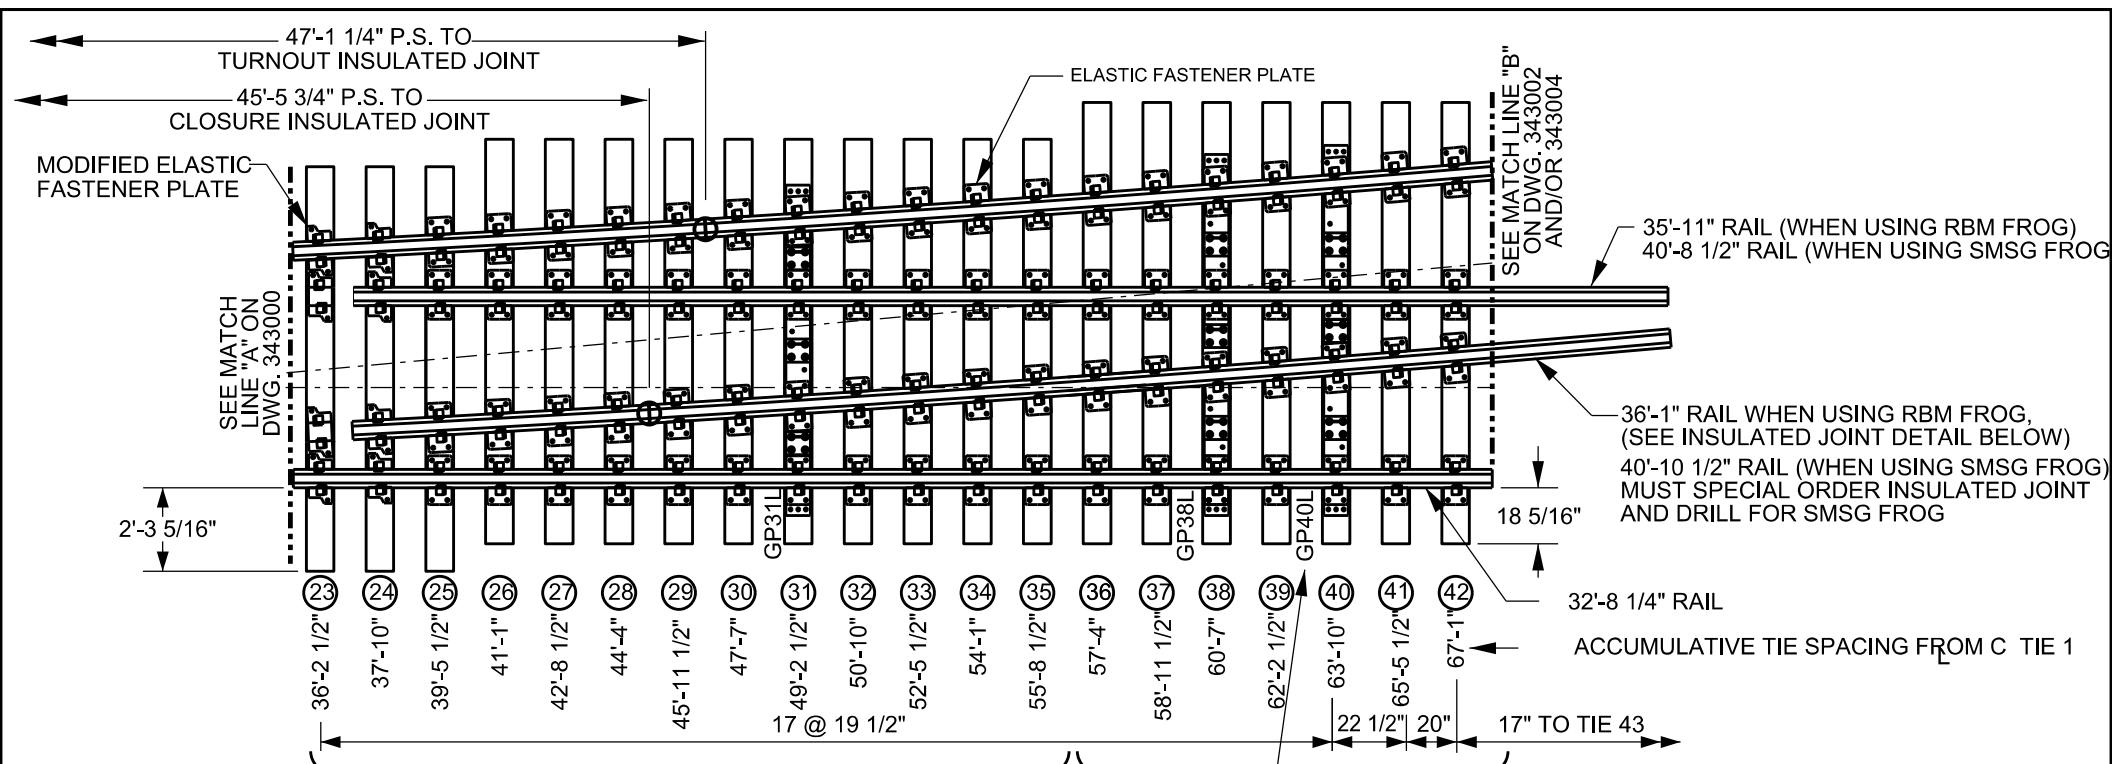 47'-1 1/4" P.S. TO
TURNOUT INSULATED JOINT
45'-5 3/4" P.S. TO
CLOSURE INSULATED JOINT
ELASTIC FASTENER PLATE
MODIFIED ELASTIC
FASTENER PLATE
SEE MATCH LINE "B"
ON DWG. 343002
AND/OR 343004
35'-11" RAIL (WHEN USING RBM FROG)
40'-8 1/2" RAIL (WHEN USING SMSG FROG
SEE MATCH
LINE "A" ON
DWG. 343000
36'-1" RAIL WHEN USING RBM FROG,
(SEE INSULATED JOINT DETAIL BELOW)
40'-10 1/2" RAIL (WHEN USING SMSG FROG)
MUST SPECIAL ORDER INSULATED JOINT
AND DRILL FOR SMSG FROG
2'-3 5/16"
GP31L
GP38L
GP40L
18 5/16"
23 24 25 26 27 28 29 30 31 32 33 34 35 36 37 38 39 40 41 42
32'-8 1/4" RAIL
36'-2 1/2"
37'-10"
39'-5 1/2"
41'-1"
42'-8 1/2"
44'-4"
45'-11 1/2"
47'-7"
49'-2 1/2"
50'-10"
52'-5 1/2"
54'-1"
55'-8 1/2"
57'-4"
58'-11 1/2"
60'-7"
62'-2 1/2"
63'-10"
65'-5 1/2"
67'-1"
ACCUMULATIVE TIE SPACING FROM C L TIE 1
17 @ 19 1/2"
22 1/2"
20"
17" TO TIE 43